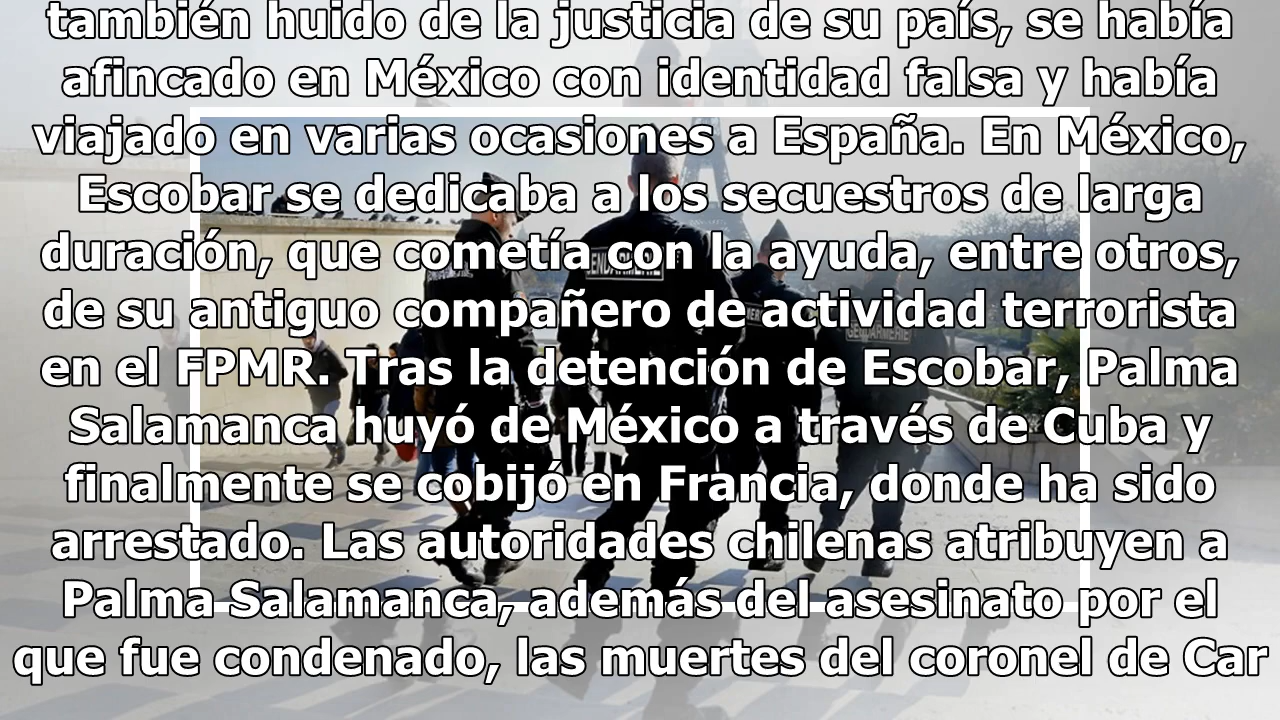 también huido de la justicia de su país, se había
afincado en México con identidad falsa y había
viajado en varias ocasiones a España. En México,
Escobar se dedicaba a los secuestros de larga
duración, que cometía con la ayuda, entre otros,
de su antiguo compañero de actividad terrorista
en el FPMR. Tras la detención de Escobar, Palma
Salamanca huyó de México a través de Cuba y
finalmente se cobijó en Francia, donde ha sido
arrestado. Las autoridades chilenas atribuyen a
Palma Salamanca, además del asesinato por el
que fue condenado, las muertes del coronel de Car
GENDARMERIE
GENDARMERIE